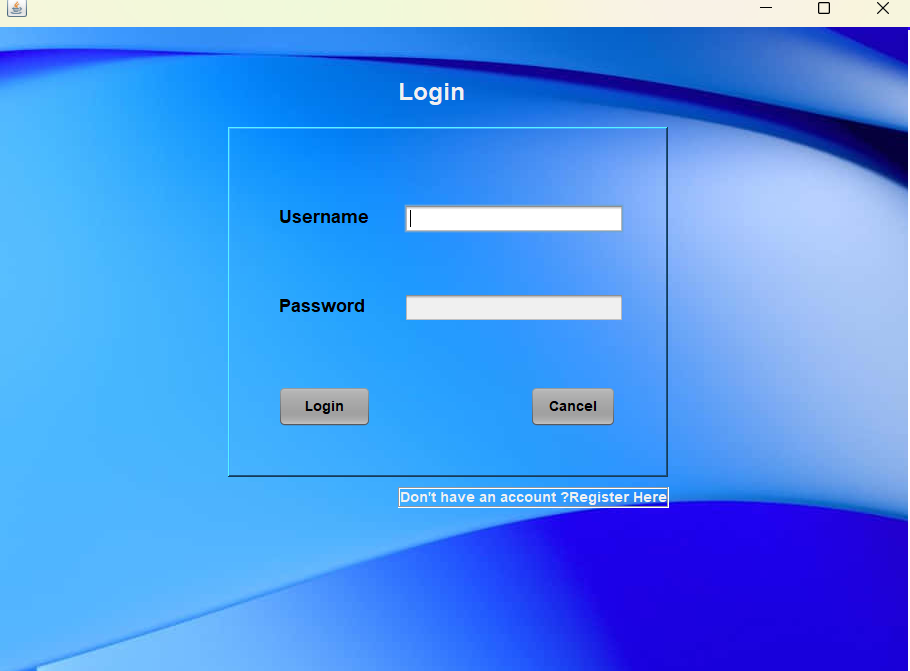 Login
Username
Password
Login Cancel
Don't have an account ?Register Here